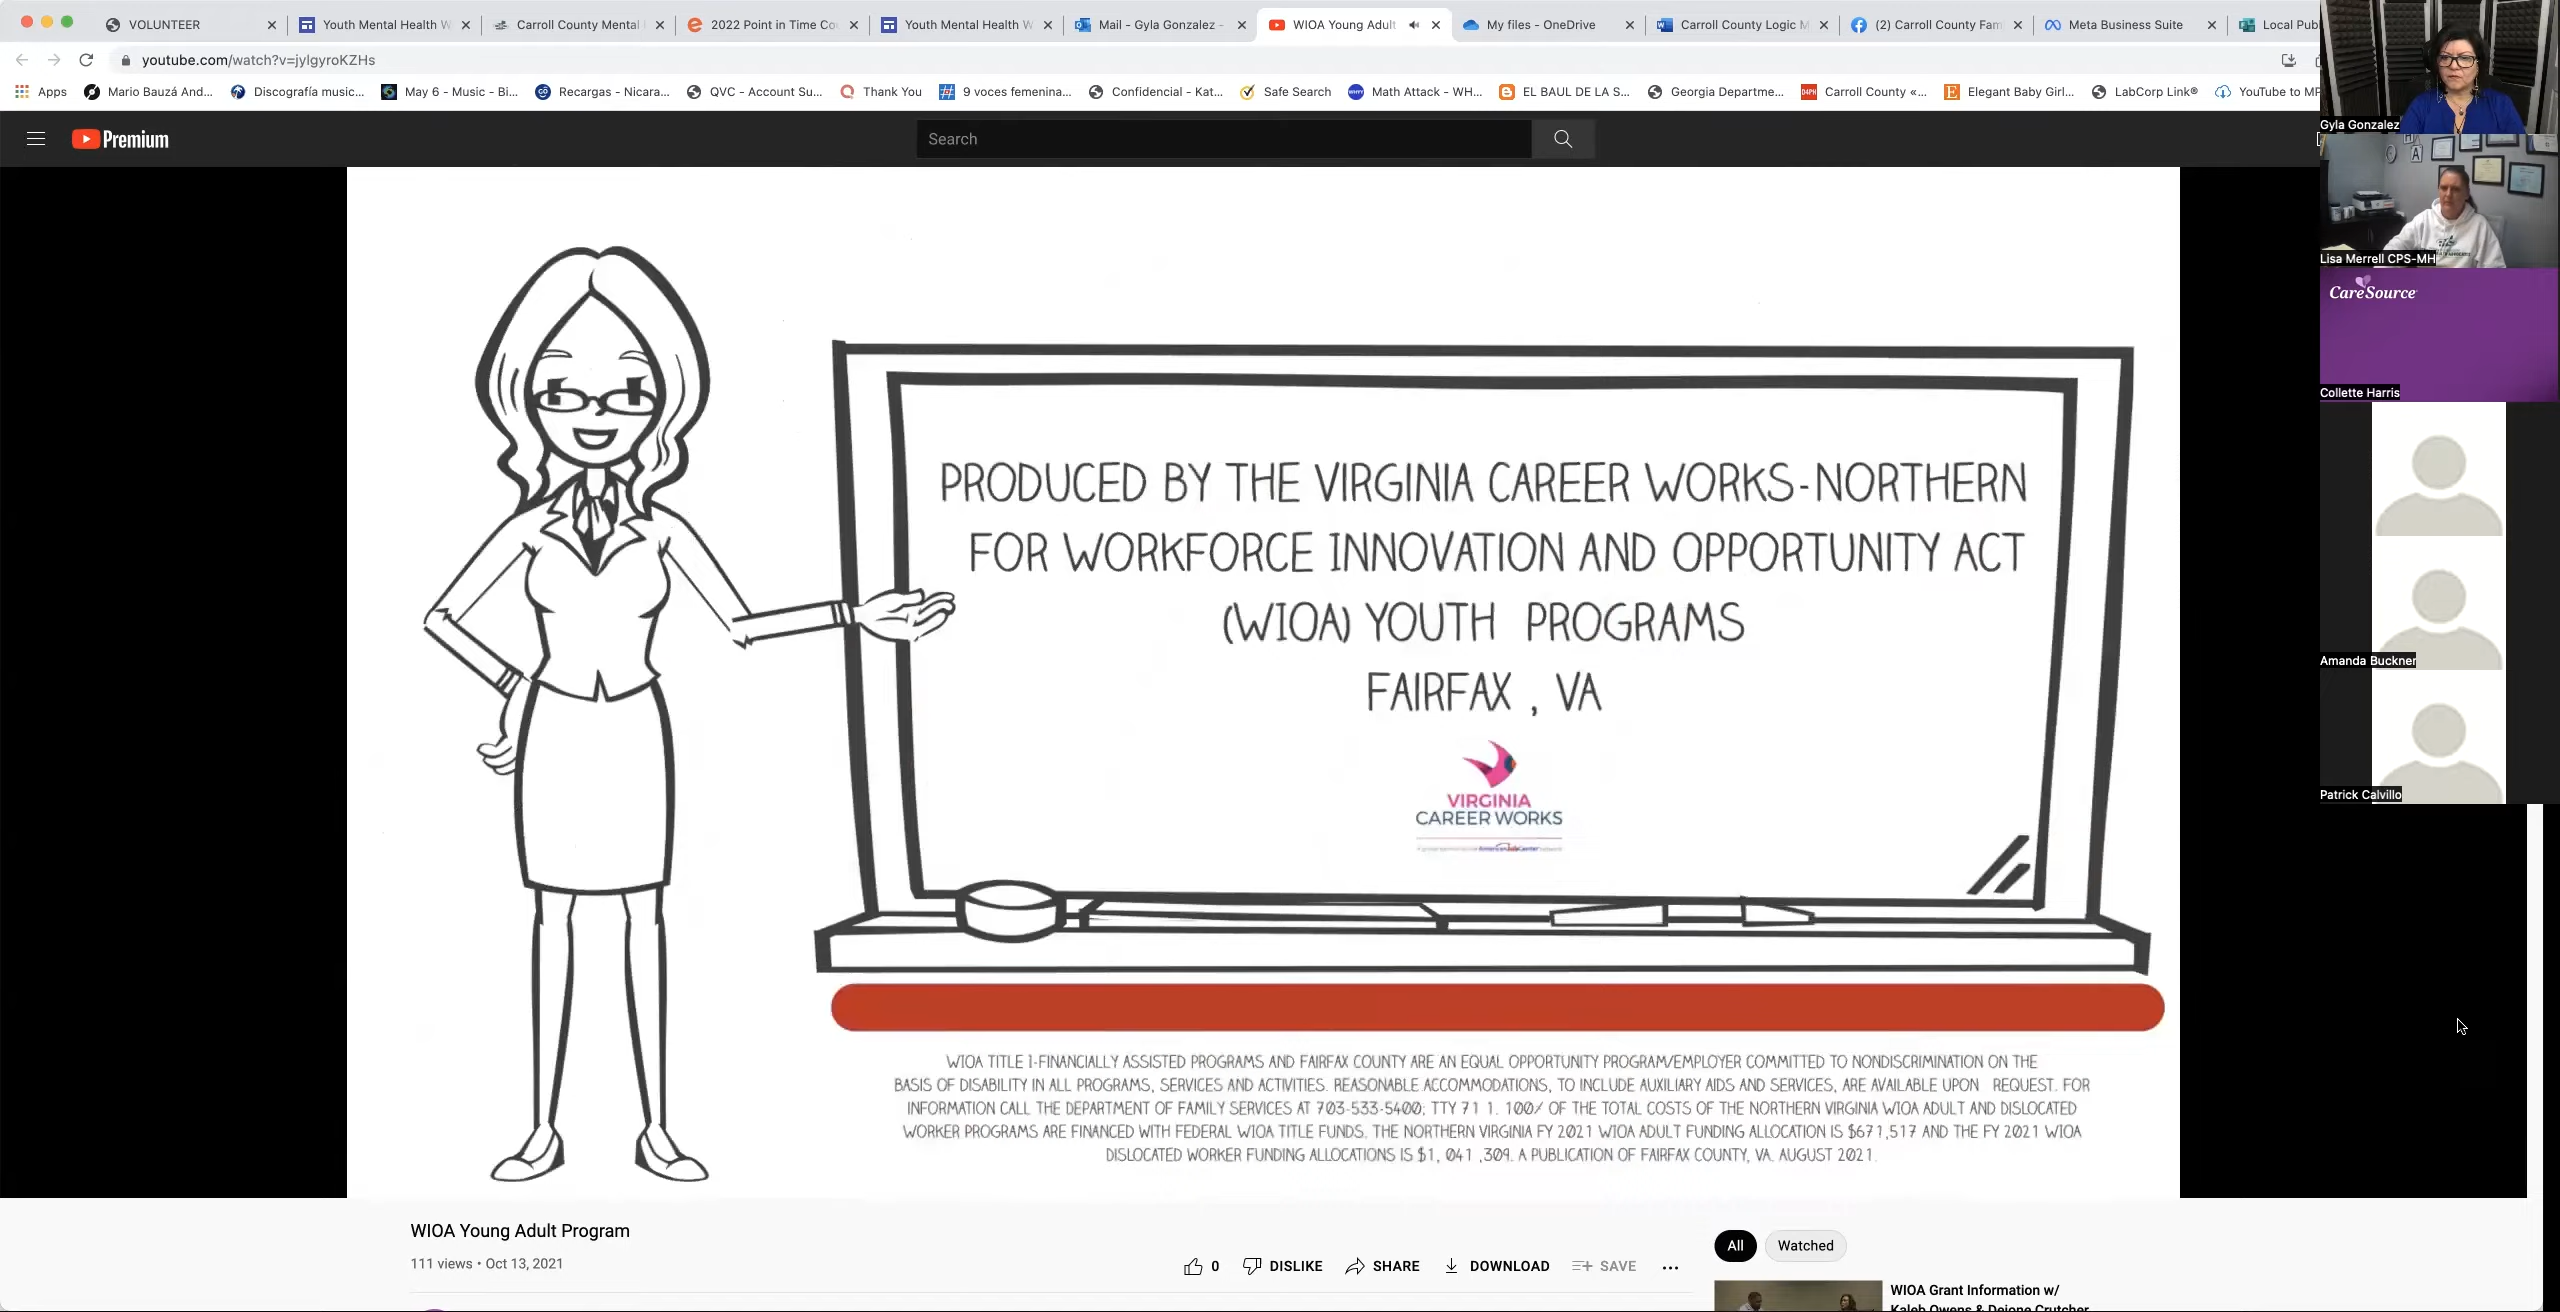 VOLUNTEER
Youth Mental Health W
Carroll County Mental
2022 Point in Time Co
Youth Mental Health W
Mail - Gyla Gonzalez -
WIOA Young Adult
My files - OneDrive
Carroll County Logic M
(2) Carroll County Fam
Meta Business Suite
Local Pub
youtube.com/watch?v=jylgyroKZHs
Apps
Mario Bauzá And...
Discografía music...
May 6 - Music - Bi...
Recargas - Nicara...
QVC - Account Su...
Thank You
9 voces femenina...
Confidencial - Kat...
Safe Search
Math Attack - WH...
EL BAUL DE LA S...
Georgia Departme...
Carroll County «...
Elegant Baby Girl...
LabCorp Link®
YouTube to MP
Premium
Search
Gyla Gonzalez
Lisa Merrell CPS-MH
CareSource
Collette Harris
Amanda Buckner
Patrick Calvillo
PRODUCED BY THE VIRGINIA CAREER WORKS-NORTHERN
FOR WORKFORCE INNOVATION AND OPPORTUNITY ACT
(WIOA) YOUTH PROGRAMS
FAIRFAX , VA
VIRGINIA
CAREER WORKS
WIOA TITLE I-FINANCIALLY ASSISTED PROGRAMS AND FAIRFAX COUNTY ARE AN EQUAL OPPORTUNITY PROGRAM/EMPLOYER COMMITTED TO NONDISCRIMINATION ON THE
BASIS OF DISABILITY IN ALL PROGRAMS, SERVICES AND ACTIVITIES. REASONABLE ACCOMMODATIONS, TO INCLUDE AUXILIARY AIDS AND SERVICES, ARE AVAILABLE UPON REQUEST. FOR
INFORMATION CALL THE DEPARTMENT OF FAMILY SERVICES AT 703-533-5400; TTY 71 1. 100% OF THE TOTAL COSTS OF THE NORTHERN VIRGINIA WIOA ADULT AND DISLOCATED
WORKER PROGRAMS ARE FINANCED WITH FEDERAL WIOA TITLE FUNDS. THE NORTHERN VIRGINIA FY 2021 WIOA ADULT FUNDING ALLOCATION IS $671,517 AND THE FY 2021 WIOA
DISLOCATED WORKER FUNDING ALLOCATIONS IS $1, 041 ,309. A PUBLICATION OF FAIRFAX COUNTY, VA. AUGUST 2021.
WIOA Young Adult Program
111 views • Oct 13, 2021
0
DISLIKE
SHARE
DOWNLOAD
SAVE
All
Watched
WIOA Grant Information w/
Kaleb Owens & Dejone Crutcher